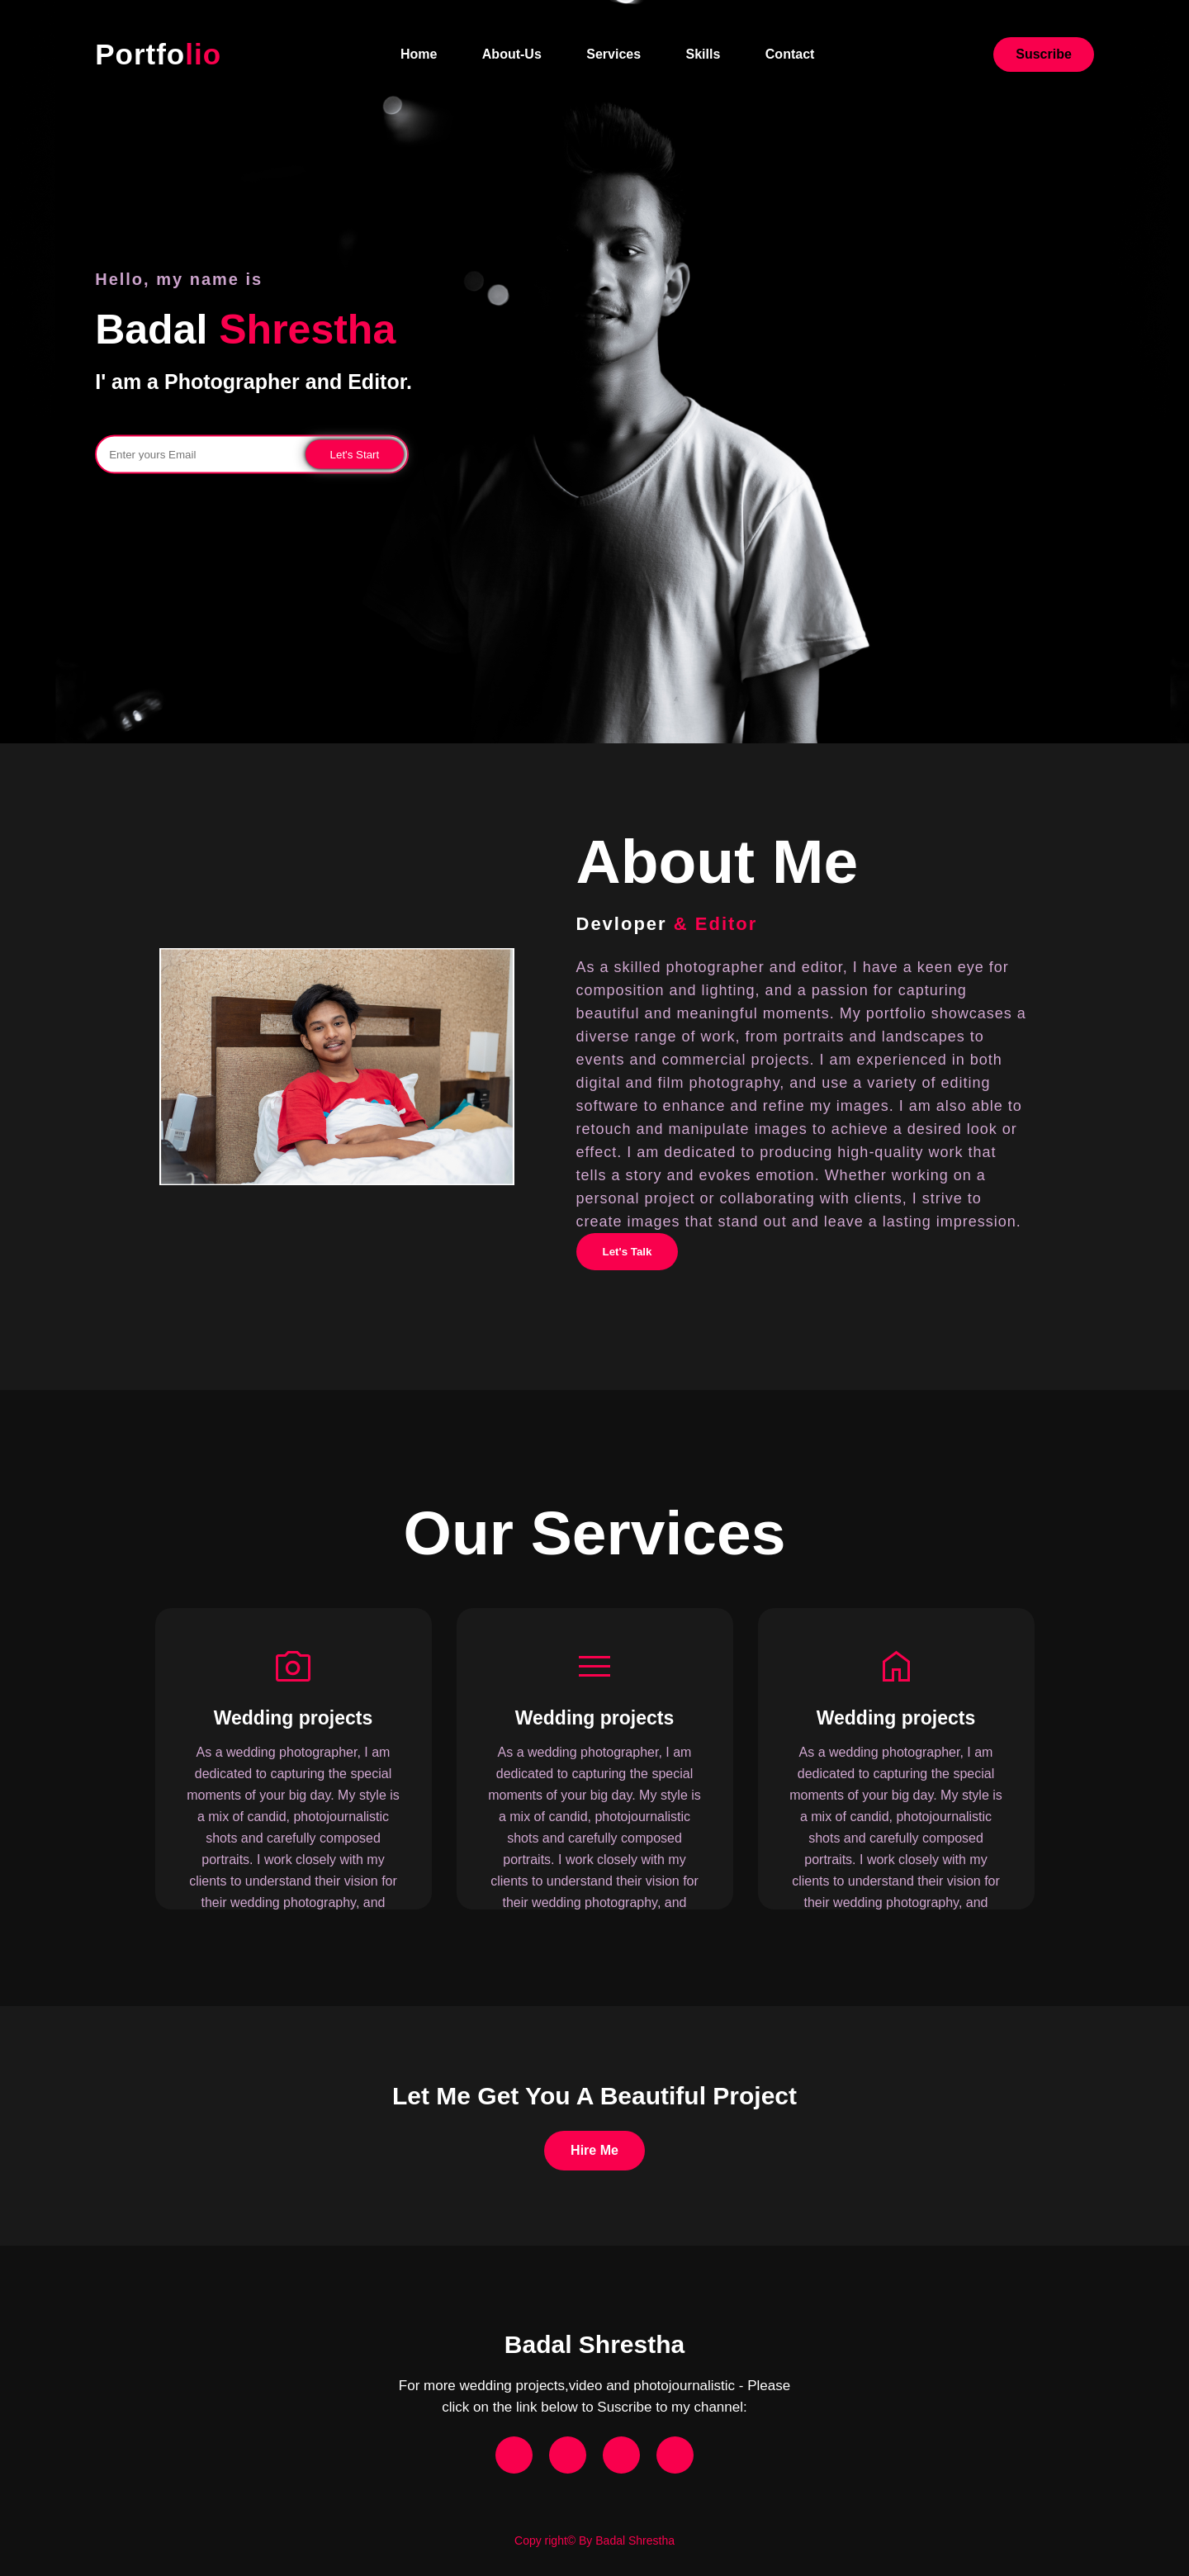 Portfolio
Home About-Us Services Skills Contact
Suscribe
Hello, my name is
Badal Shrestha
I' am a Photographer and Editor.
Enter yours Email
Let's Start
About Me
Devloper & Editor
As a skilled photographer and editor, I have a keen eye for
composition and lighting, and a passion for capturing
beautiful and meaningful moments. My portfolio showcases a
diverse range of work, from portraits and landscapes to
events and commercial projects. I am experienced in both
digital and film photography, and use a variety of editing
software to enhance and refine my images. I am also able to
retouch and manipulate images to achieve a desired look or
effect. I am dedicated to producing high-quality work that
tells a story and evokes emotion. Whether working on a
personal project or collaborating with clients, I strive to
create images that stand out and leave a lasting impression.
Let's Talk
Our Services
Wedding projects
As a wedding photographer, I am
dedicated to capturing the special
moments of your big day. My style is
a mix of candid, photojournalistic
shots and carefully composed
portraits. I work closely with my
clients to understand their vision for
their wedding photography, and
Wedding projects
As a wedding photographer, I am
dedicated to capturing the special
moments of your big day. My style is
a mix of candid, photojournalistic
shots and carefully composed
portraits. I work closely with my
clients to understand their vision for
their wedding photography, and
Wedding projects
As a wedding photographer, I am
dedicated to capturing the special
moments of your big day. My style is
a mix of candid, photojournalistic
shots and carefully composed
portraits. I work closely with my
clients to understand their vision for
their wedding photography, and
Let Me Get You A Beautiful Project
Hire Me
Badal Shrestha
For more wedding projects,video and photojournalistic - Please
click on the link below to Suscribe to my channel:
Copy right© By Badal Shrestha